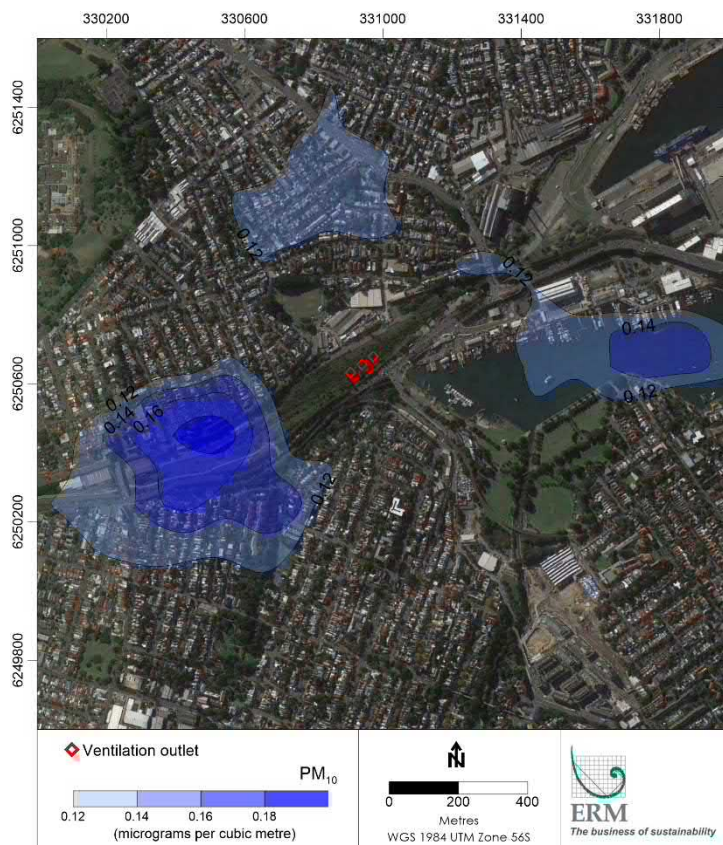 330200 330600 331000 331400 331800
6251400
6251000
6250600
6250200
6249800
0.12
0.12
0.14
0.12
0.12
0.14
0.16
0.12
Ventilation outlet
PM10
0.12 0.14 0.16 0.18
(micrograms per cubic metre)
N
0 200 400
Metres
WGS 1984 UTM Zone 56S
ERM
The business of sustainability